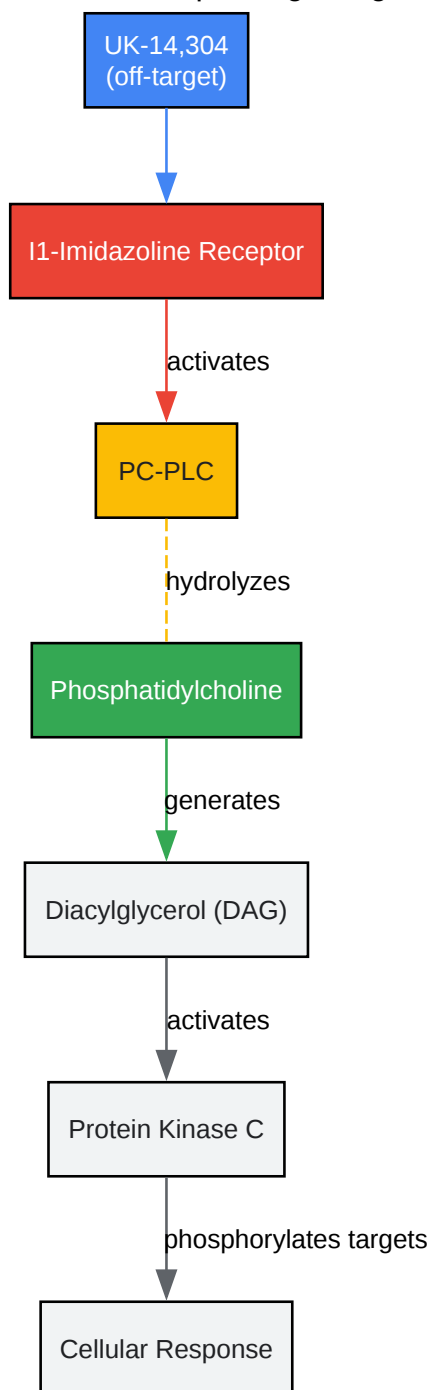 UK-14,304
(off-target)
I1-Imidazoline Receptor
activates
PC-PLC
hydrolyzes
Phosphatidylcholine
generates
Diacylglycerol (DAG)
activates
Protein Kinase C
phosphorylates targets
Cellular Response